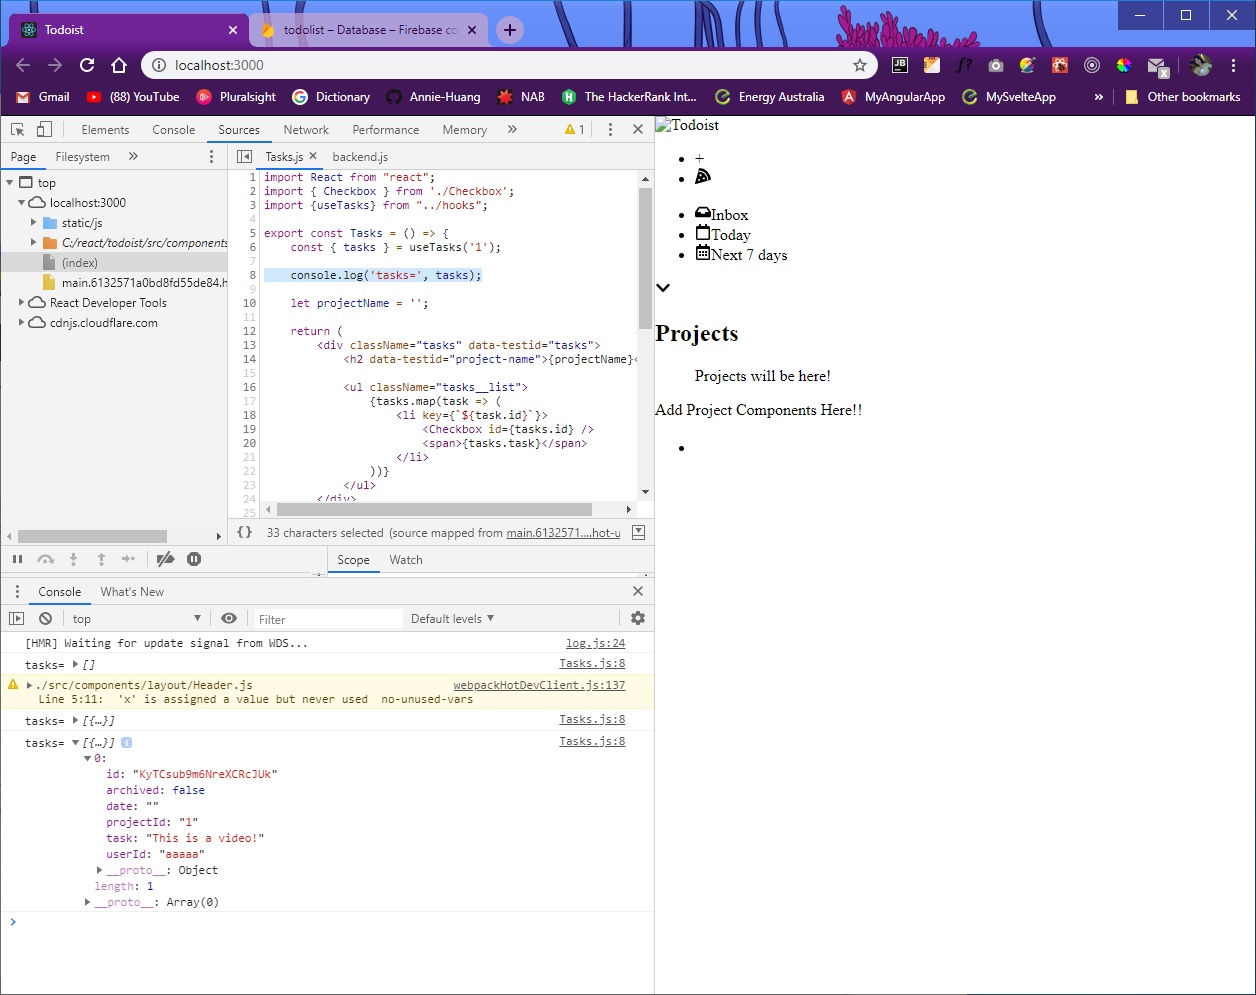 Todoist
todolist – Database – Firebase co
localhost:3000
Gmail
(88) YouTube
Pluralsight
Dictionary
Annie-Huang
NAB
The HackerRank Int...
Energy Australia
MyAngularApp
MySvelteApp
»
Other bookmarks
Elements
Console
Sources
Network
Performance
Memory
»
1
Page
Filesystem
»
Tasks.js
backend.js
top
localhost:3000
static/js
C:/react/todoist/src/components
(index)
main.6132571a0bd8fd55de84.h
React Developer Tools
cdnjs.cloudflare.com
1 import React from "react";
2 import { Checkbox } from './Checkbox';
3 import {useTasks} from "../hooks";
4
5 export const Tasks = () => {
6 const { tasks } = useTasks('1');
7
8 console.log('tasks=', tasks);
9
10 let projectName = '';
11
12 return (
13 <div className="tasks" data-testid="tasks">
14 <h2 data-testid="project-name">{projectName}<
15
16 <ul className="tasks__list">
17 {tasks.map(task => (
18 <li key={`${task.id}`}>
19 <Checkbox id={tasks.id} />
20 <span>{tasks.task}</span>
21 </li>
22 ))}
23 </ul>
24 </div>
25
{} 33 characters selected (source mapped from main.6132571....hot-u
Scope
Watch
Console
What's New
top
Filter
Default levels
[HMR] Waiting for update signal from WDS... log.js:24
tasks= [] Tasks.js:8
./src/components/layout/Header.js webpackHotDevClient.js:137
Line 5:11: 'x' is assigned a value but never used no-unused-vars
tasks= [{…}] Tasks.js:8
tasks= [{…}] Tasks.js:8
0:
id: "KyTCsub9m6NreXCRcJUk"
archived: false
date: ""
projectId: "1"
task: "This is a video!"
userId: "aaaaa"
__proto__: Object
length: 1
__proto__: Array(0)
Todoist
+
Inbox
Today
Next 7 days
Projects
Projects will be here!
Add Project Components Here!!